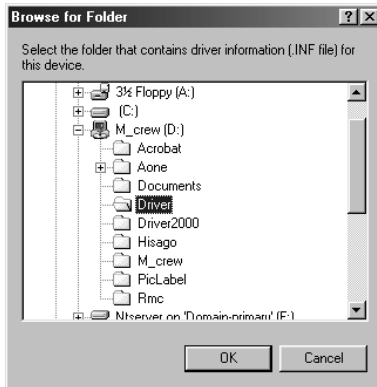 Browse for Folder
Select the folder that contains driver information (.INF file) for
this device.
3½ Floppy (A:)
(C:)
M_crew (D:)
Acrobat
Aone
Documents
Driver
Driver2000
Hisago
M_crew
PicLabel
Rmc
Ntserver on 'Domain-primary' (F:)
OK
Cancel